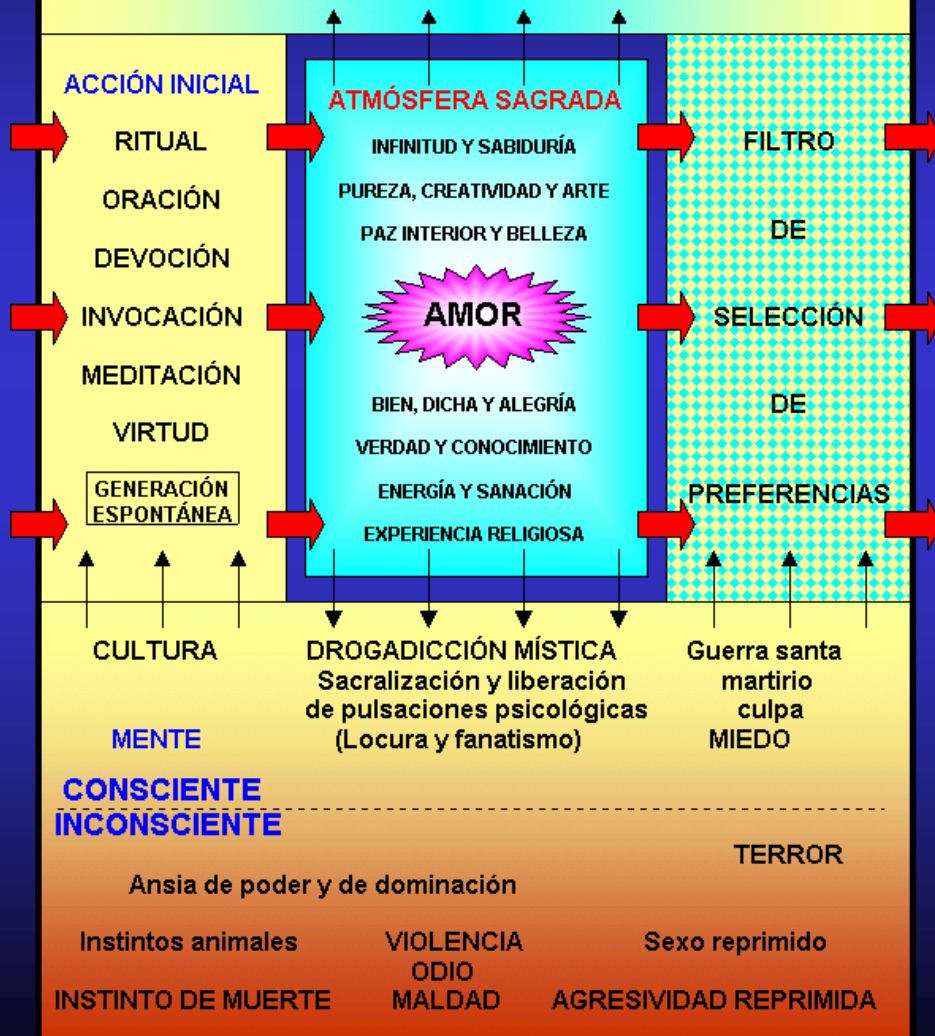 ACCIÓN INICIAL
RITUAL
ORACIÓN
DEVOCIÓN
INVOCACIÓN
MEDITACIÓN
VIRTUD
GENERACIÓN
ESPONTÁNEA
ATMÓSFERA SAGRADA
INFINITUD Y SABIDURÍA
PUREZA, CREATIVIDAD Y ARTE
PAZ INTERIOR Y BELLEZA
AMOR
BIEN, DICHA Y ALEGRÍA
VERDAD Y CONOCIMIENTO
ENERGÍA Y SANACIÓN
EXPERIENCIA RELIGIOSA
FILTRO
DE
SELECCIÓN
DE
PREFERENCIAS
CULTURA
MENTE
DROGADICCIÓN MÍSTICA
Sacralización y liberación
de pulsaciones psicológicas
(Locura y fanatismo)
Guerra santa
martirio
culpa
MIEDO
CONSCIENTE
INCONSCIENTE
TERROR
Ansia de poder y de dominación
Instintos animales
VIOLENCIA
Sexo reprimido
ODIO
INSTINTO DE MUERTE
MALDAD
AGRESIVIDAD REPRIMIDA